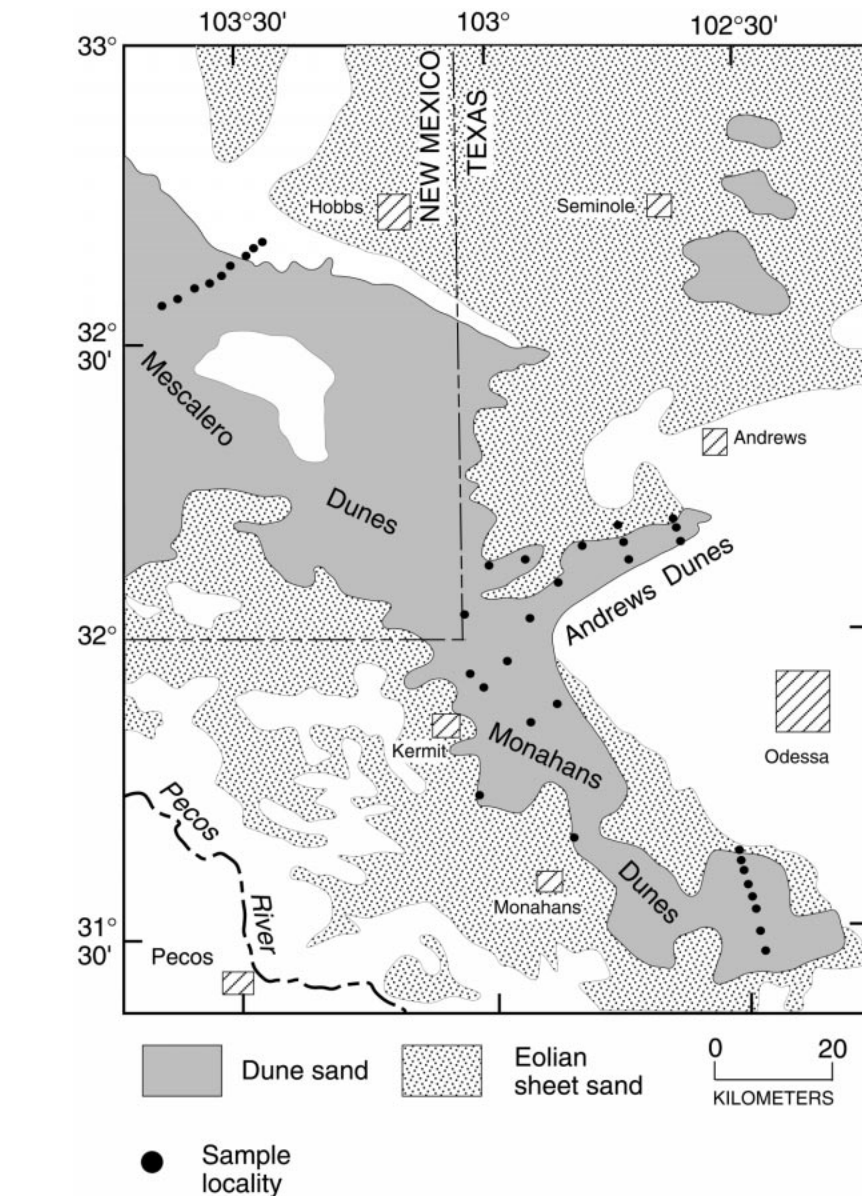 103°30'
103°
102°30'
33°
NEW MEXICO
TEXAS
Hobbs
Seminole
32°
30'
Mescalero
Andrews
Dunes
Andrews Dunes
32°
Kermit
Monahans
Odessa
Pecos
River
Dunes
Monahans
31°
30'
Pecos
Dune sand
Eolian
sheet sand
0 20
KILOMETERS
Sample
locality